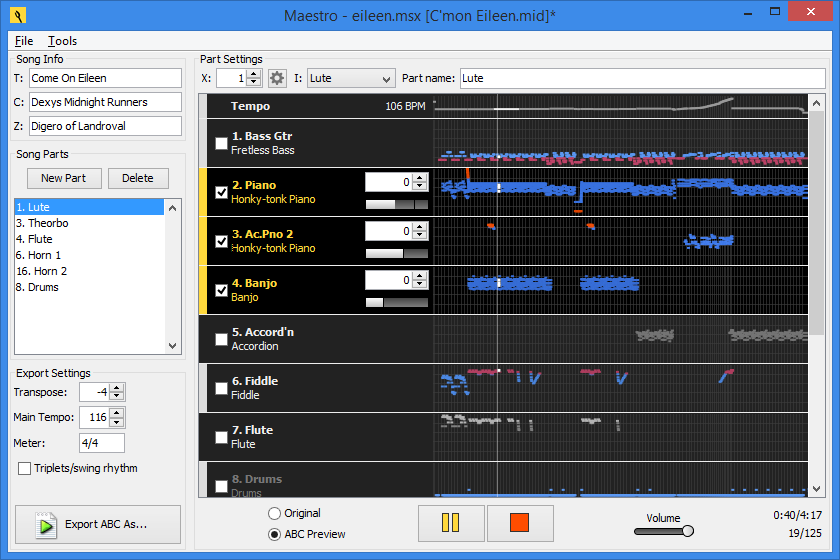 Maestro - eileen.msx [C'mon Eileen.mid]*
File Tools
Song Info
T: Come On Eileen
C: Dexys Midnight Runners
Z: Digero of Landroval
Song Parts
New Part Delete
1. Lute
3. Theorbo
4. Flute
6. Horn 1
16. Horn 2
8. Drums
Export Settings
Transpose: -4
Main Tempo: 116
Meter: 4/4
Triplets/swing rhythm
Export ABC As...
Part Settings
X: 1 I: Lute Part name: Lute
Tempo 106 BPM
1. Bass Gtr
Fretless Bass
2. Piano 0
Honky-tonk Piano
3. Ac.Pno 2 0
Honky-tonk Piano
4. Banjo 0
Banjo
5. Accord'n
Accordion
6. Fiddle
Fiddle
7. Flute
Flute
8. Drums
Drums
Original
ABC Preview
Volume
0:40/4:17
19/125